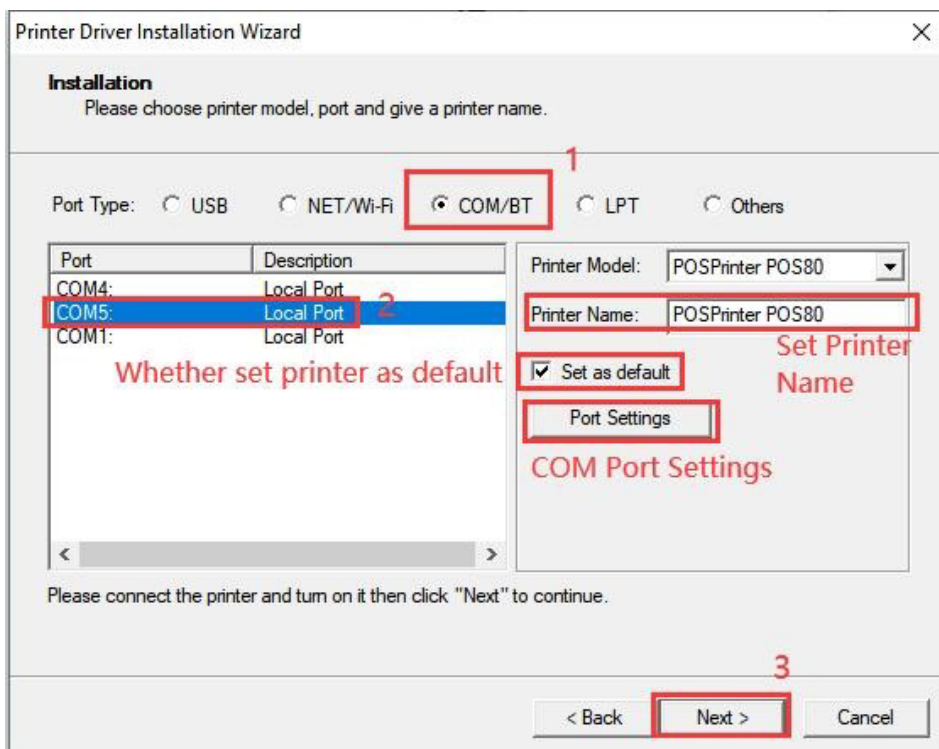 Printer Driver Installation Wizard
Installation
Please choose printer model, port and give a printer name.
1
Port Type: USB NET/Wi-Fi COM/BT LPT Others
Port Description
COM4: Local Port
COM5: Local Port 2
COM1: Local Port
Whether set printer as default
Printer Model: POSPrinter POS80
Printer Name: POSPrinter POS80
Set Printer
Name
Set as default
Port Settings
COM Port Settings
Please connect the printer and turn on it then click "Next" to continue.
3
< Back Next > Cancel